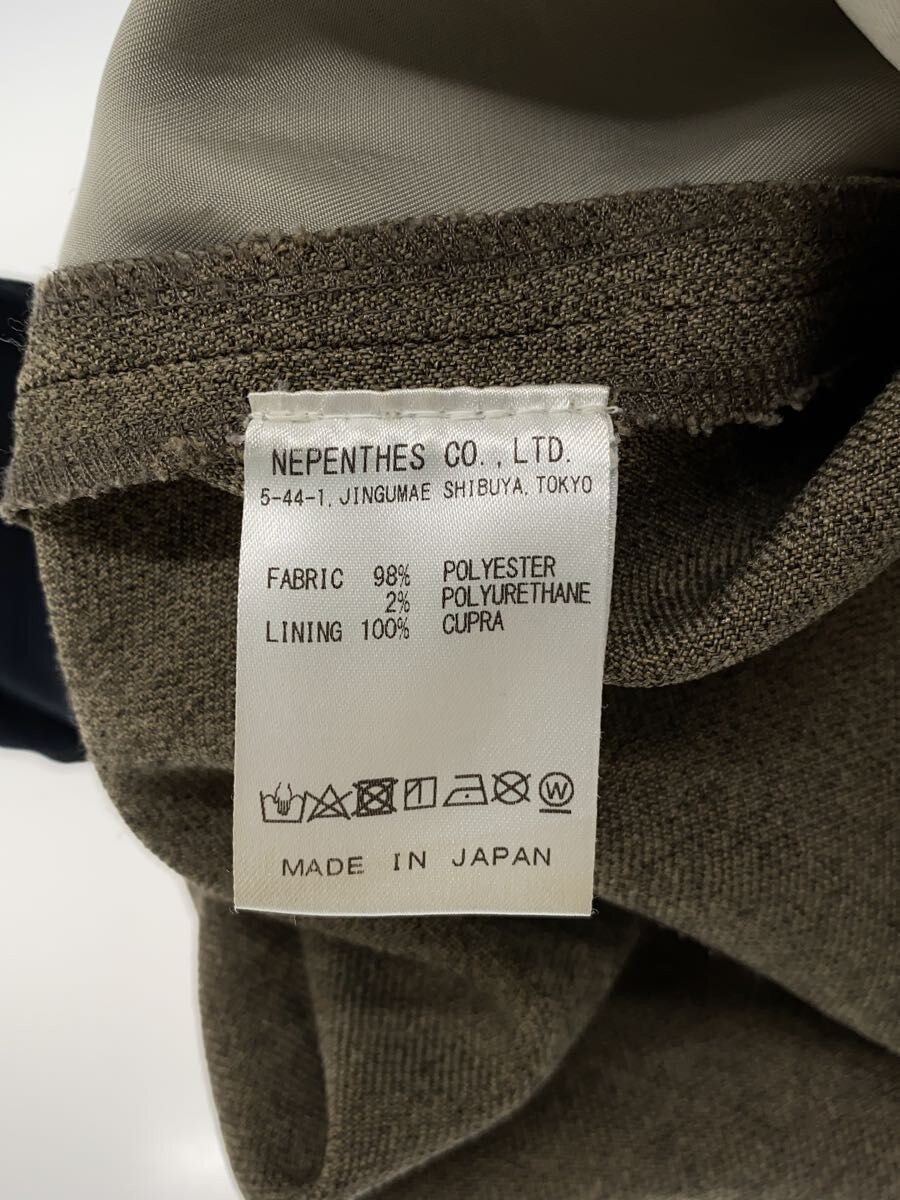 NEPENTHES CO., LTD.
5-44-1, JINGUMAE SHIBUYA, TOKYO
FABRIC 98% POLYESTER
2% POLYURETHANE
LINING 100% CUPRA
W
MADE IN JAPAN